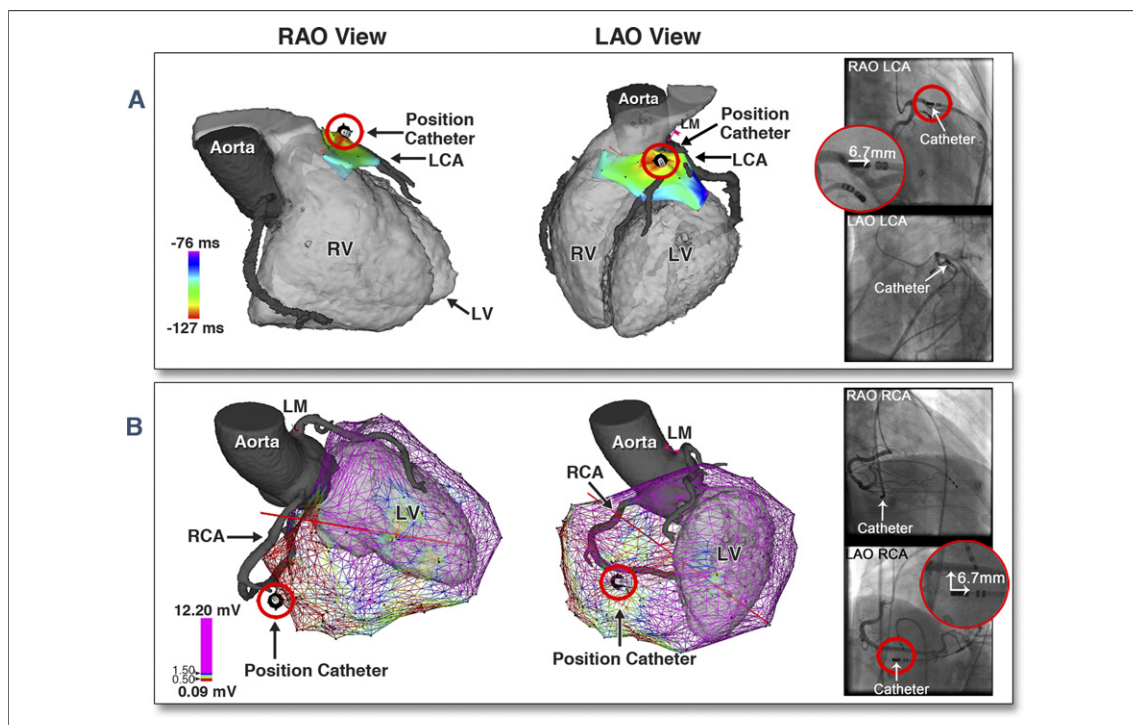 RAO View
LAO View
A
Aorta
Position
Catheter
LCA
RV
LV
-76 ms
-127 ms
Aorta
LM
Position
Catheter
LCA
RV
LV
RAO LCA
Catheter
6.7mm
LAO LCA
Catheter
B
LM
Aorta
LV
RCA
12.20 mV
1.50
0.50
0.09 mV
Position Catheter
LM
Aorta
RCA
LV
Position Catheter
RAO RCA
Catheter
LAO RCA
6.7mm
Catheter